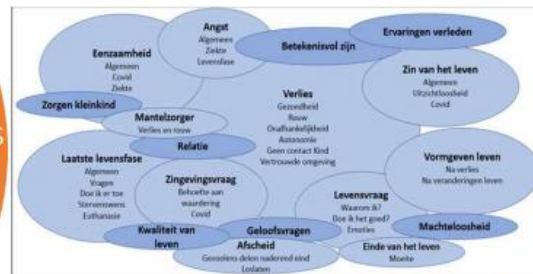 S
Angst
Algemeen
Ziekte
Levensfase
Eenzaamheid
Algemeen
Covid
Ziekte
Betekenisvol zijn
Ervaringen verleden
Zin van het leven
Algemeen
Uitzichtloosheid
Covid
Zorgen kleinkind
Mantelzorger
Verlies en rouw
Relatie
Verlies
Gezondheid
Rouw
Onafhankelijkheid
Autonomie
Geen contact Kind
Vertrouwde omgeving
Laatste levensfase
Algemeen
Vragen
Doe ik er toe
Stervenswens
Euthanasie
Zingevingsvraag
Behoefte aan
waardering
Covid
Levensvraag
Waarom ik?
Doe ik het goed?
Emoties
Vormgeven leven
Na verlies
Na veranderingen leven
Kwaliteit van
leven
Geloofsvragen
Machteloosheid
Afscheid
Gevoelens delen naderend eind
Loslaten
Einde van het leven
Moeite